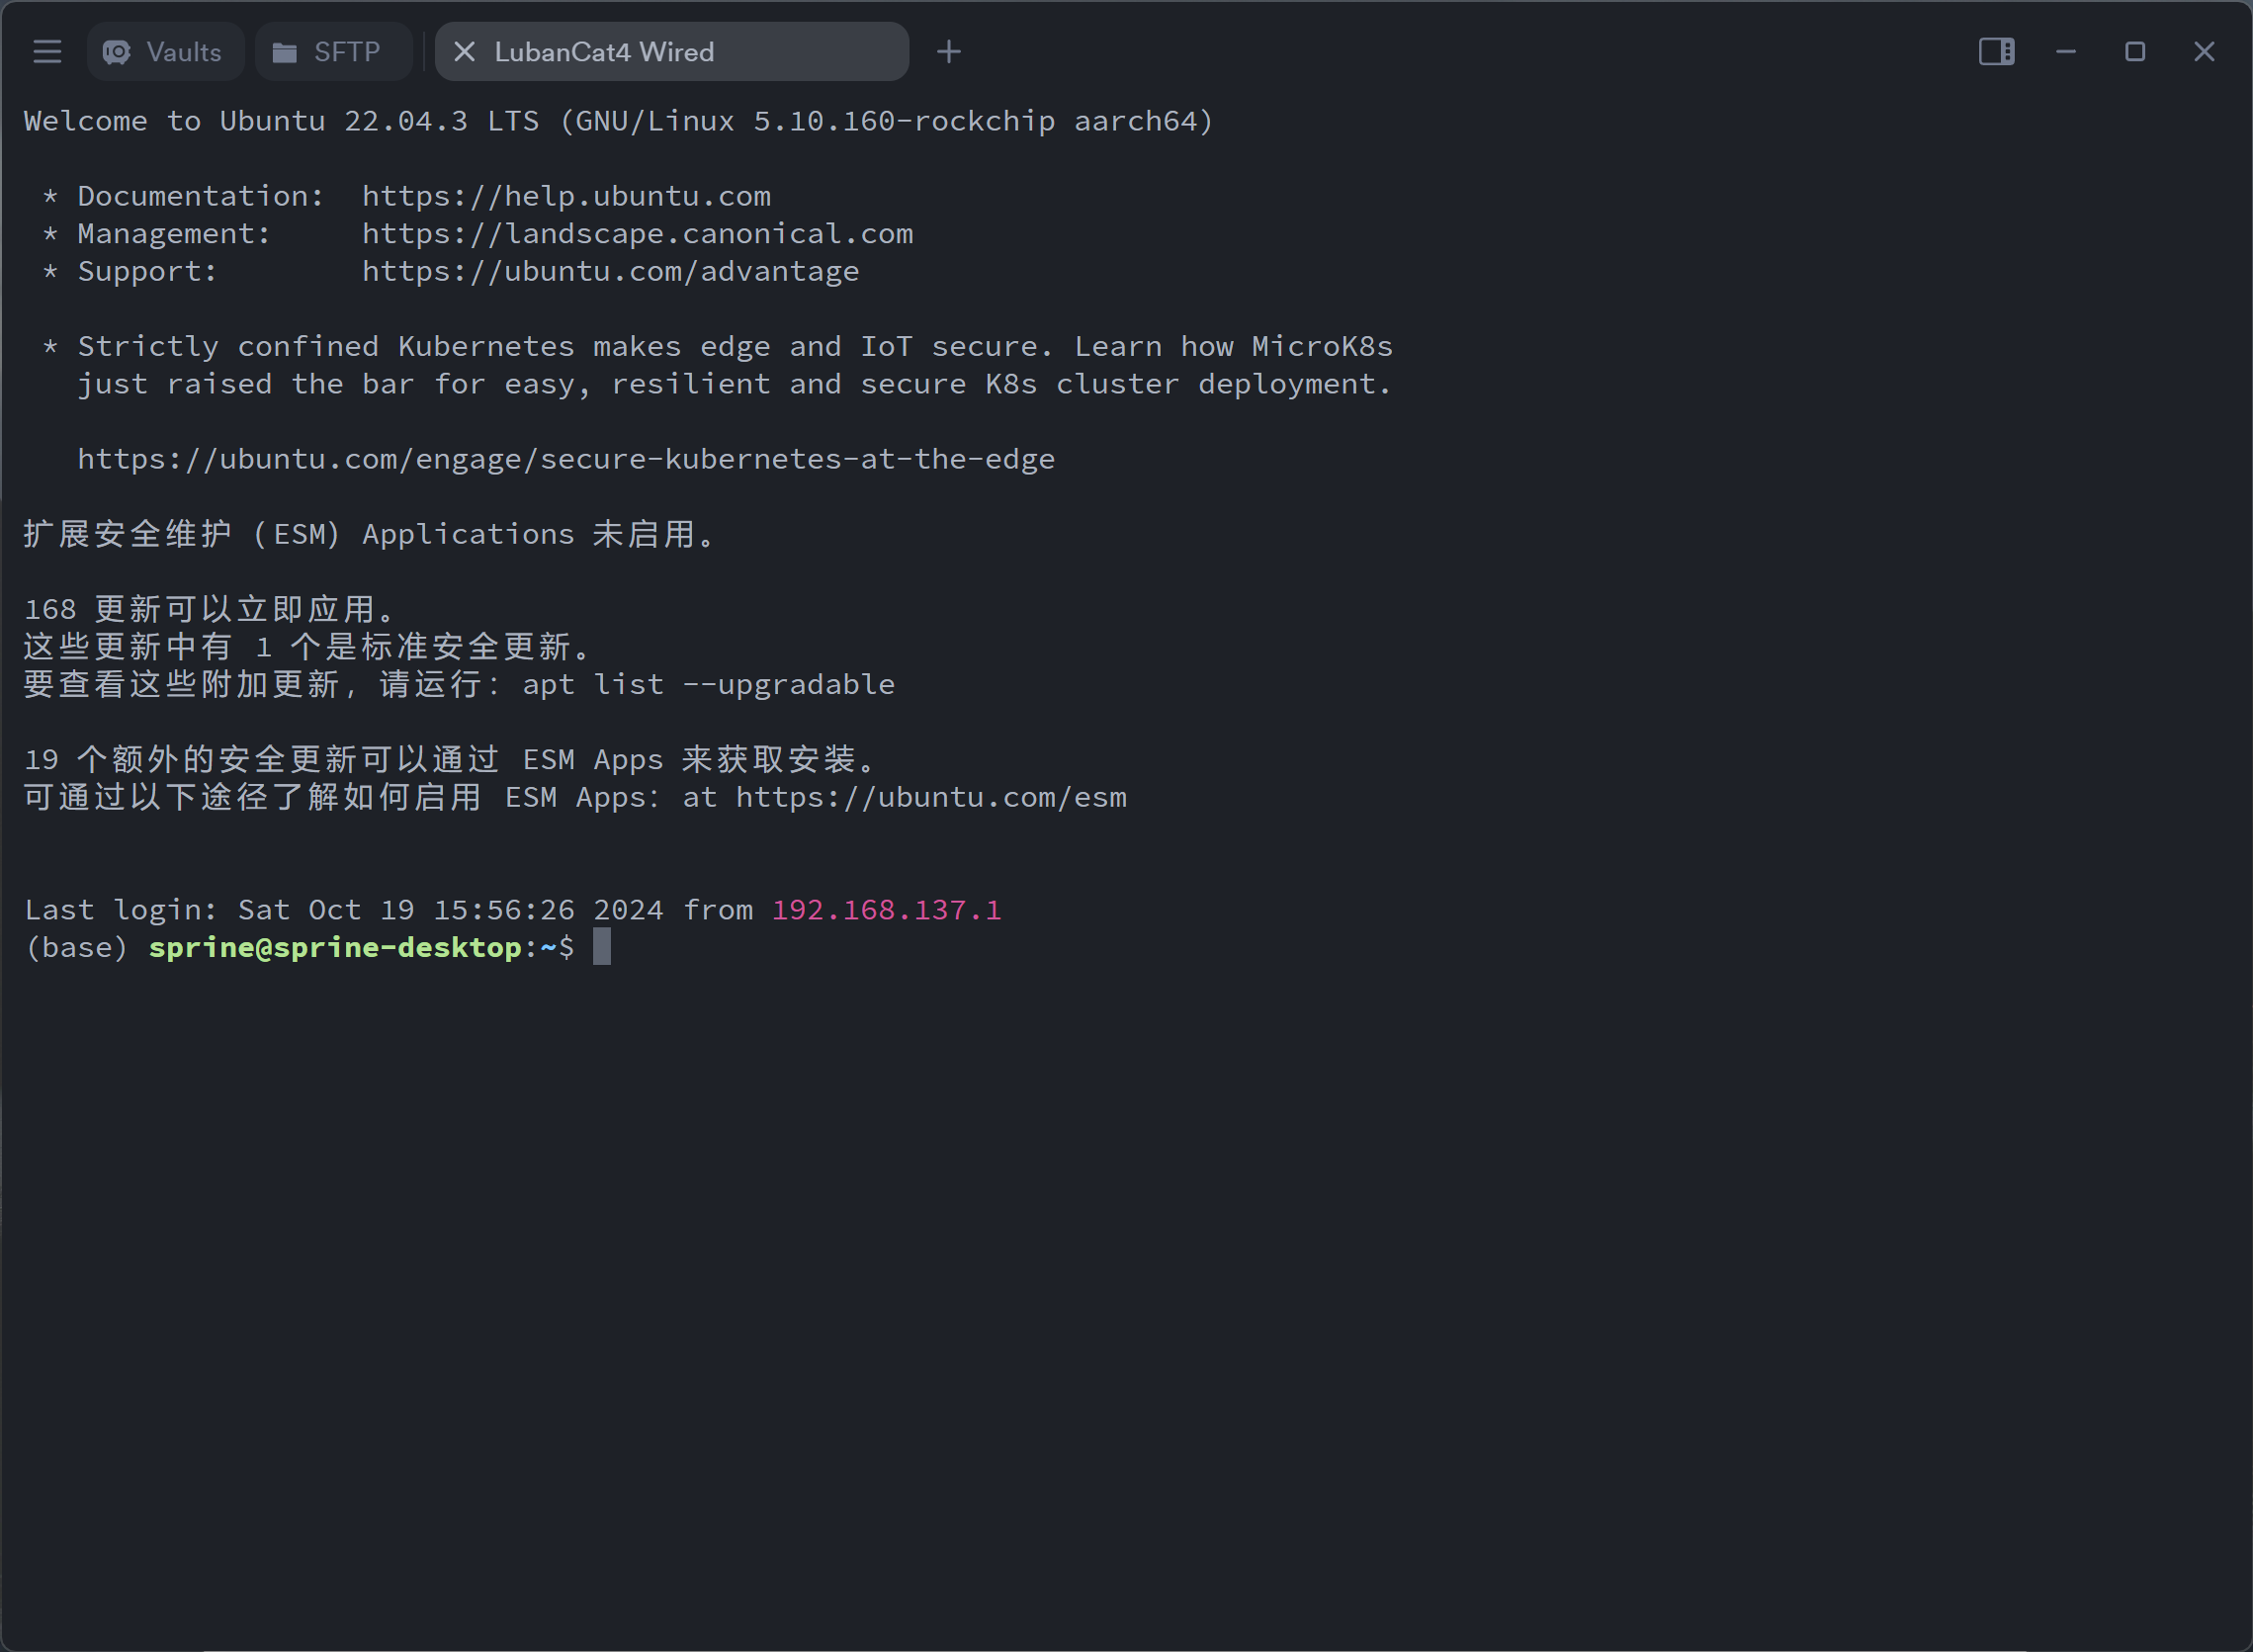 Vaults SFTP LubanCat4 Wired
Welcome to Ubuntu 22.04.3 LTS (GNU/Linux 5.10.160-rockchip aarch64)
* Documentation:  https://help.ubuntu.com
* Management:     https://landscape.canonical.com
* Support:        https://ubuntu.com/advantage
* Strictly confined Kubernetes makes edge and IoT secure. Learn how MicroK8s
just raised the bar for easy, resilient and secure K8s cluster deployment.
https://ubuntu.com/engage/secure-kubernetes-at-the-edge
扩展安全维护 (ESM) Applications 未启用。
168 更新可以立即应用。
这些更新中有 1 个是标准安全更新。
要查看这些附加更新，请运行：apt list --upgradable
19 个额外的安全更新可以通过 ESM Apps 来获取安装。
可通过以下途径了解如何启用 ESM Apps：at https://ubuntu.com/esm
Last login: Sat Oct 19 15:56:26 2024 from 192.168.137.1
(base) sprine@sprine-desktop:~$